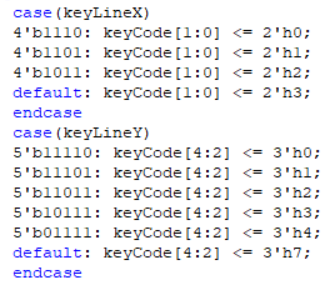 case(keyLineX)
4'b1110: keyCode[1:0] <= 2'h0;
4'b1101: keyCode[1:0] <= 2'h1;
4'b1011: keyCode[1:0] <= 2'h2;
default: keyCode[1:0] <= 2'h3;
endcase
case(keyLineY)
5'b11110: keyCode[4:2] <= 3'h0;
5'b11101: keyCode[4:2] <= 3'h1;
5'b11011: keyCode[4:2] <= 3'h2;
5'b10111: keyCode[4:2] <= 3'h3;
5'b01111: keyCode[4:2] <= 3'h4;
default: keyCode[4:2] <= 3'h7;
endcase